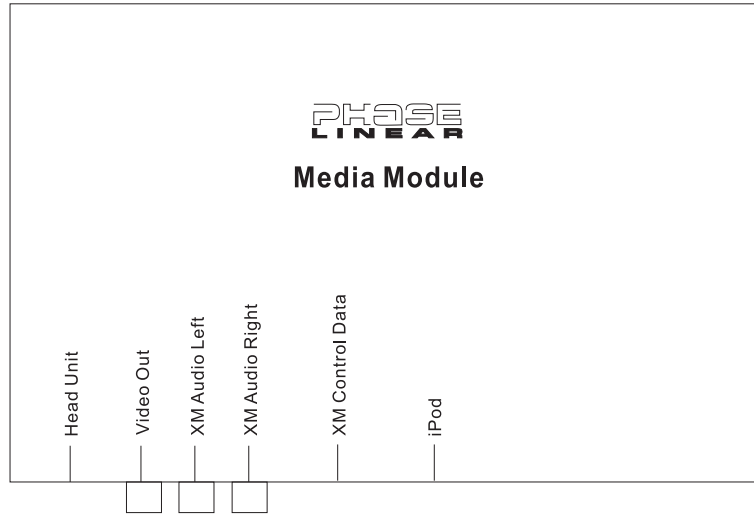 PHASE
LINEAR
Media Module
Head Unit
Video Out
XM Audio Left
XM Audio Right
XM Control Data
iPod